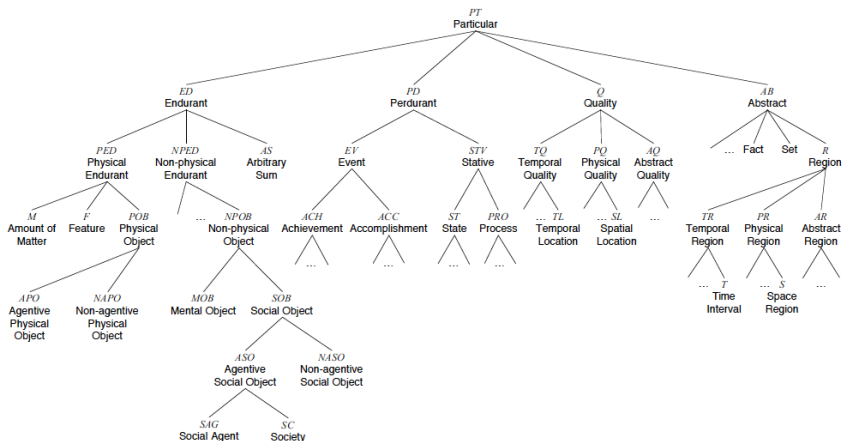 PT
Particular
ED PD Q AB
Endurant Perdurant Quality Abstract
PED NPED AS EV STV TQ PQ AQ ... Fact Set R
Physical Non-physical Arbitrary Event Stative Temporal Physical Abstract Region
Endurant Endurant Sum Quality Quality Quality
M F POB ... NPOB ACH ACC ST PRO ... TL ... SL ... TR PR AR
Amount of Feature Physical Non-physical Achievement Accomplishment State Process Temporal Spatial Temporal Physical Abstract
Matter Object Object Location Location Region Region Region
... ... ... ...
APO NAPO MOB SOB ... T ... S ...
Agentive Non-agentive Mental Object Social Object Time Space
Physical Physical Interval Region
Object Object
ASO NASO
Agentive Non-agentive
Social Object Social Object
SAG SC
Social Agent Society